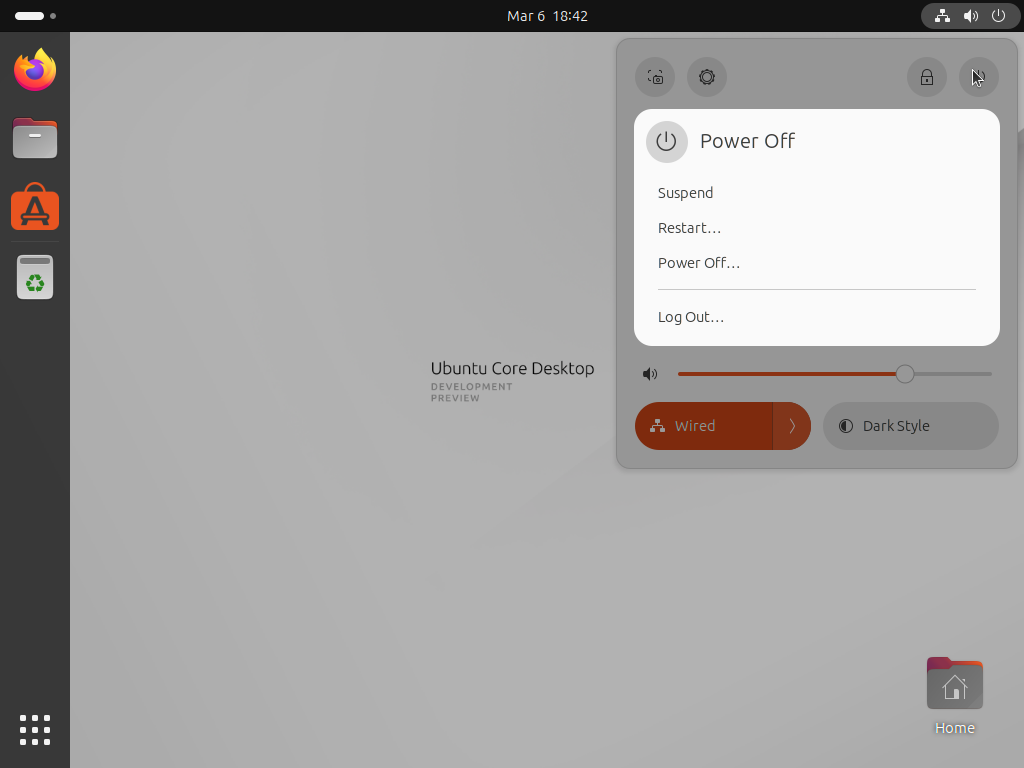 Mar 6 18:42
Power Off
Suspend
Restart...
Power Off...
Log Out...
Ubuntu Core Desktop
DEVELOPMENT
PREVIEW
Wired
Dark Style
Home